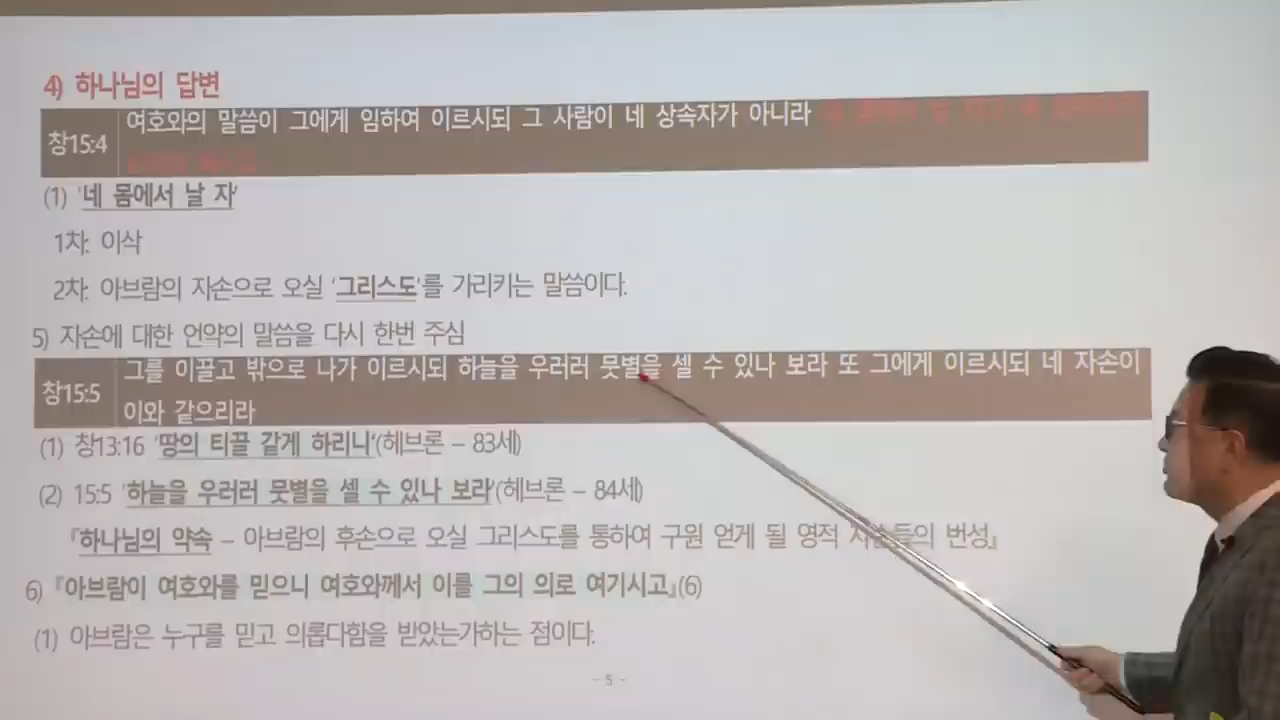 4) 하나님의 답변
창15:4 여호와의 말씀이 그에게 임하여 이르시되 그 사람이 네 상속자가 아니라
(1) '네 몸에서 날 자'
1차: 이삭
2차: 아브람의 자손으로 오실 '그리스도'를 가리키는 말씀이다.
5) 자손에 대한 언약의 말씀을 다시 한번 주심
창15:5 그를 이끌고 밖으로 나가 이르시되 하늘을 우러러 뭇별을 셀 수 있나 보라 또 그에게 이르시되 네 자손이
이와 같으리라
(1) 창13:16 '땅의 티끌 같게 하리니'(헤브론 – 83세)
(2) 15:5 '하늘을 우러러 뭇별을 셀 수 있나 보라'(헤브론 – 84세)
『하나님의 약속 – 아브람의 후손으로 오실 그리스도를 통하여 구원 얻게 될 영적 자손들의 번성』
6) 『아브람이 여호와를 믿으니 여호와께서 이를 그의 의로 여기시고』(6)
(1) 아브람은 누구를 믿고 의롭다함을 받았는가하는 점이다.
- 5 -